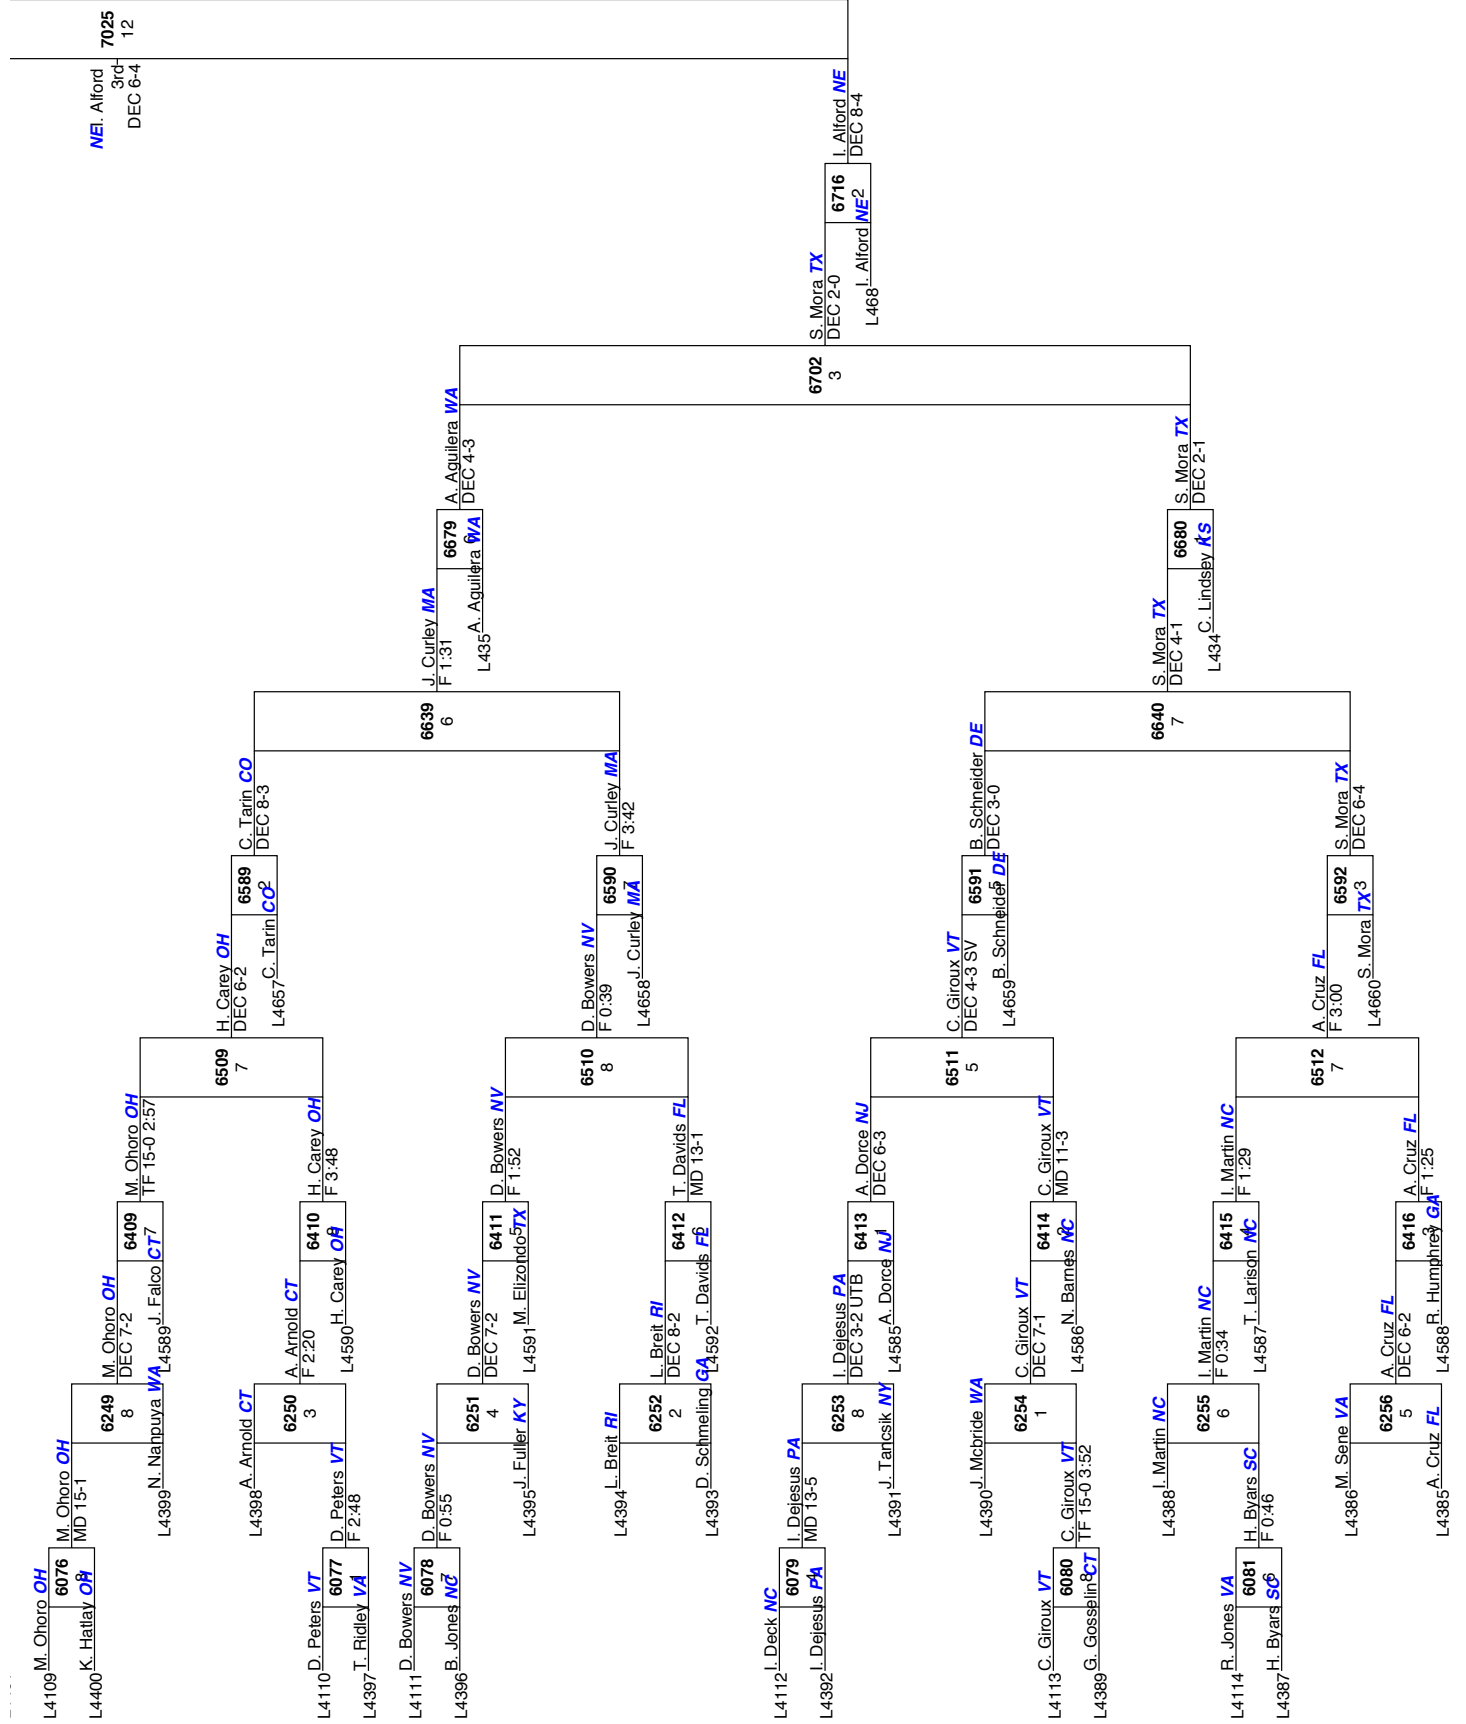 L4109
M. Ohoro OH
6076
8
K. Hatlay OH
L4400
L4110
D. Peters VT
6077
T. Ridley VA
L4397
L4111
D. Bowers NV
6078
7
B. Jones NC
L4396
L4112
I. Deck NC
6079
I. Dejesus PA
L4392
L4113
C. Giroux VT
6080
8
G. Gosselin CT
L4389
L4114
R. Jones VA
6081
6
H. Byars SC
L4387
M. Ohoro OH
MD 15-1
6249
8
N. Nanpuya WA
L4399
A. Arnold CT
L4398
6250
3
D. Peters VT
F 2:48
D. Bowers NV
F 0:55
6251
4
J. Fuller KY
L4395
L. Breit RI
L4394
6252
2
D. Schmeling GA
L4393
I. Dejesus PA
MD 13-5
6253
8
J. Tancsik NY
L4391
J. Mcbride WA
L4390
6254
1
C. Giroux VT
TF 15-0 3:52
I. Martin NC
L4388
6255
6
H. Byars SC
F 0:46
M. Sene VA
L4386
6256
5
A. Cruz FL
L4385
M. Ohoro OH
DEC 7-2
6409
7
J. Falco CT
L4589
A. Arnold CT
F 2:20
6410
H. Carey OH
L4590
D. Bowers NV
DEC 7-2
6411
5
M. Elizondo TX
L4591
L. Breit RI
DEC 8-2
6412
6
T. Davids FL
L4592
I. Dejesus PA
DEC 3-2 UTB
6413
1
A. Dorce NJ
L4585
C. Giroux VT
DEC 7-1
6414
N. Barnes NC
L4586
I. Martin NC
F 0:34
6415
T. Larison NC
L4587
A. Cruz FL
DEC 6-2
6416
3
R. Humphrey GA
L4588
M. Ohoro OH
TF 15-0 2:57
6509
7
H. Carey OH
F 3:48
D. Bowers NV
F 1:52
6510
8
T. Davids FL
MD 13-1
A. Dorce NJ
DEC 6-3
6511
5
C. Giroux VT
MD 11-3
I. Martin NC
F 1:29
6512
7
A. Cruz FL
F 1:25
H. Carey OH
DEC 6-2
6589
2
C. Tarin CO
L4657
D. Bowers NV
F 0:39
6590
7
J. Curley MA
L4658
C. Giroux VT
DEC 4-3 SV
6591
5
B. Schneider DE
L4659
A. Cruz FL
F 3:00
6592
3
S. Mora TX
L4660
C. Tarin CO
DEC 8-3
6639
6
J. Curley MA
F 3:42
B. Schneider DE
DEC 3-0
6640
7
S. Mora TX
DEC 6-4
J. Curley MA
F 1:31
6679
6
A. Aguilera WA
L435
S. Mora TX
DEC 4-1
6680
C. Lindsey KS
L434
A. Aguilera WA
DEC 4-3
6702
3
S. Mora TX
DEC 2-1
S. Mora TX
DEC 2-0
6716
2
I. Alford NE
L468
I. Alford NE
DEC 8-4
7025
12
NE I. Alford
3rd
DEC 6-4